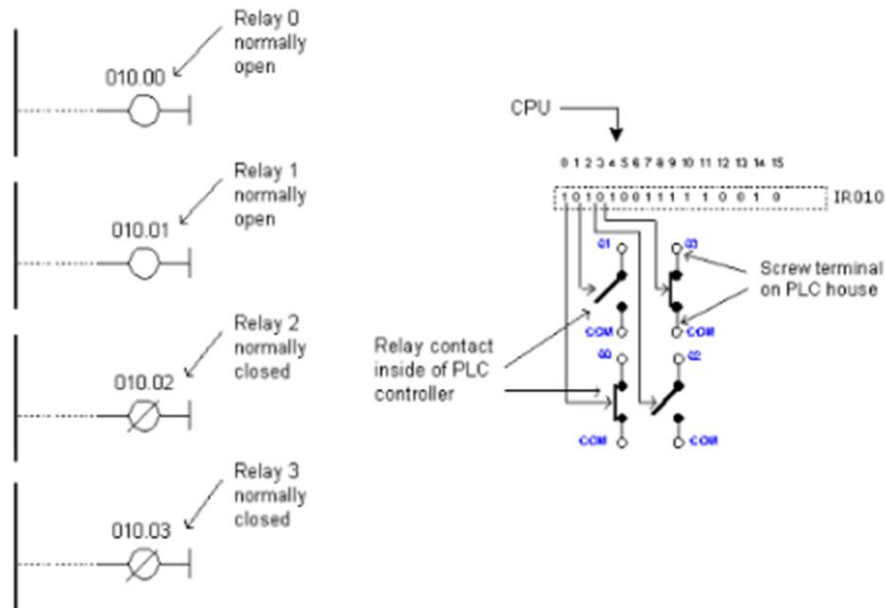 Relay 0
normally
open
010.00
Relay 1
normally
open
010.01
Relay 2
normally
closed
010.02
Relay 3
normally
closed
010.03
CPU
0 1 2 3 4 5 6 7 8 9 10 11 12 13 14 15
1 0 1 0 1 0 0 1 1 1 1 1 0 0 1 0
IR010
01
03
Screw terminal
on PLC house
COM
COM
Relay contact
inside of PLC
controller
00
02
COM
COM